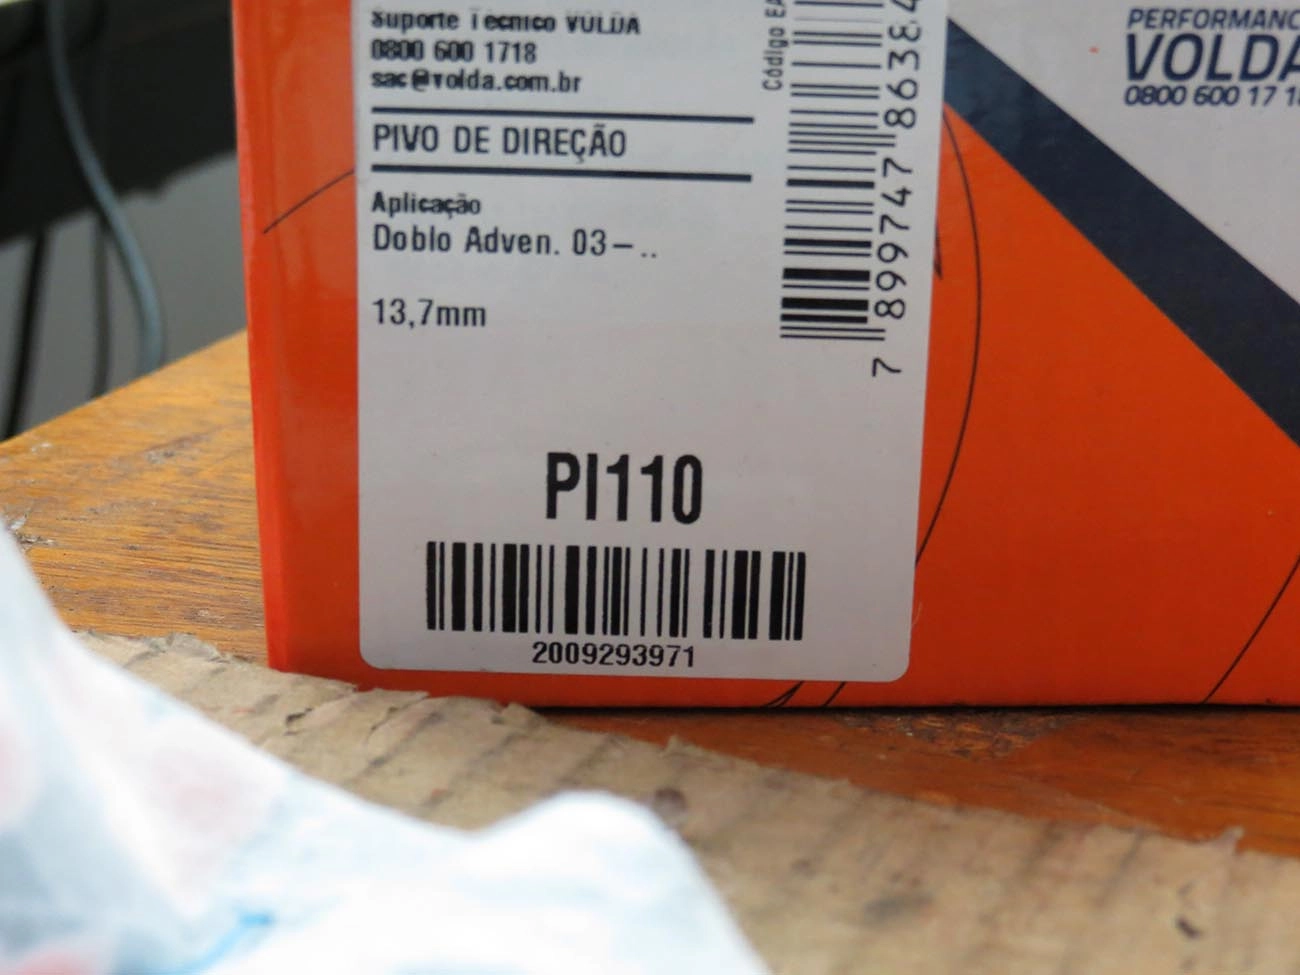 Suporte Técnico VOLDA
0800 600 1718
sac@volda.com.br
PIVO DE DIREÇÃO
Aplicação
Doblo Adven. 03-..
13,7mm
PI110
2009293971
Código
7 899747 8638
PERFORMANC
VOLDA
0800 600 17 1